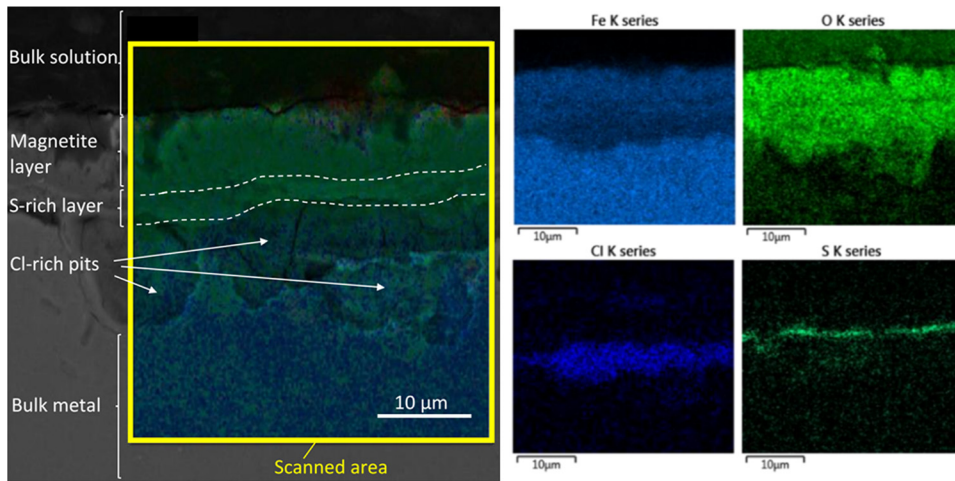 Bulk solution
Magnetite
layer
S-rich layer
Cl-rich pits
Bulk metal
10 μm
Scanned area
Fe K series
O K series
10μm
10μm
Cl K series
S K series
10μm
10μm